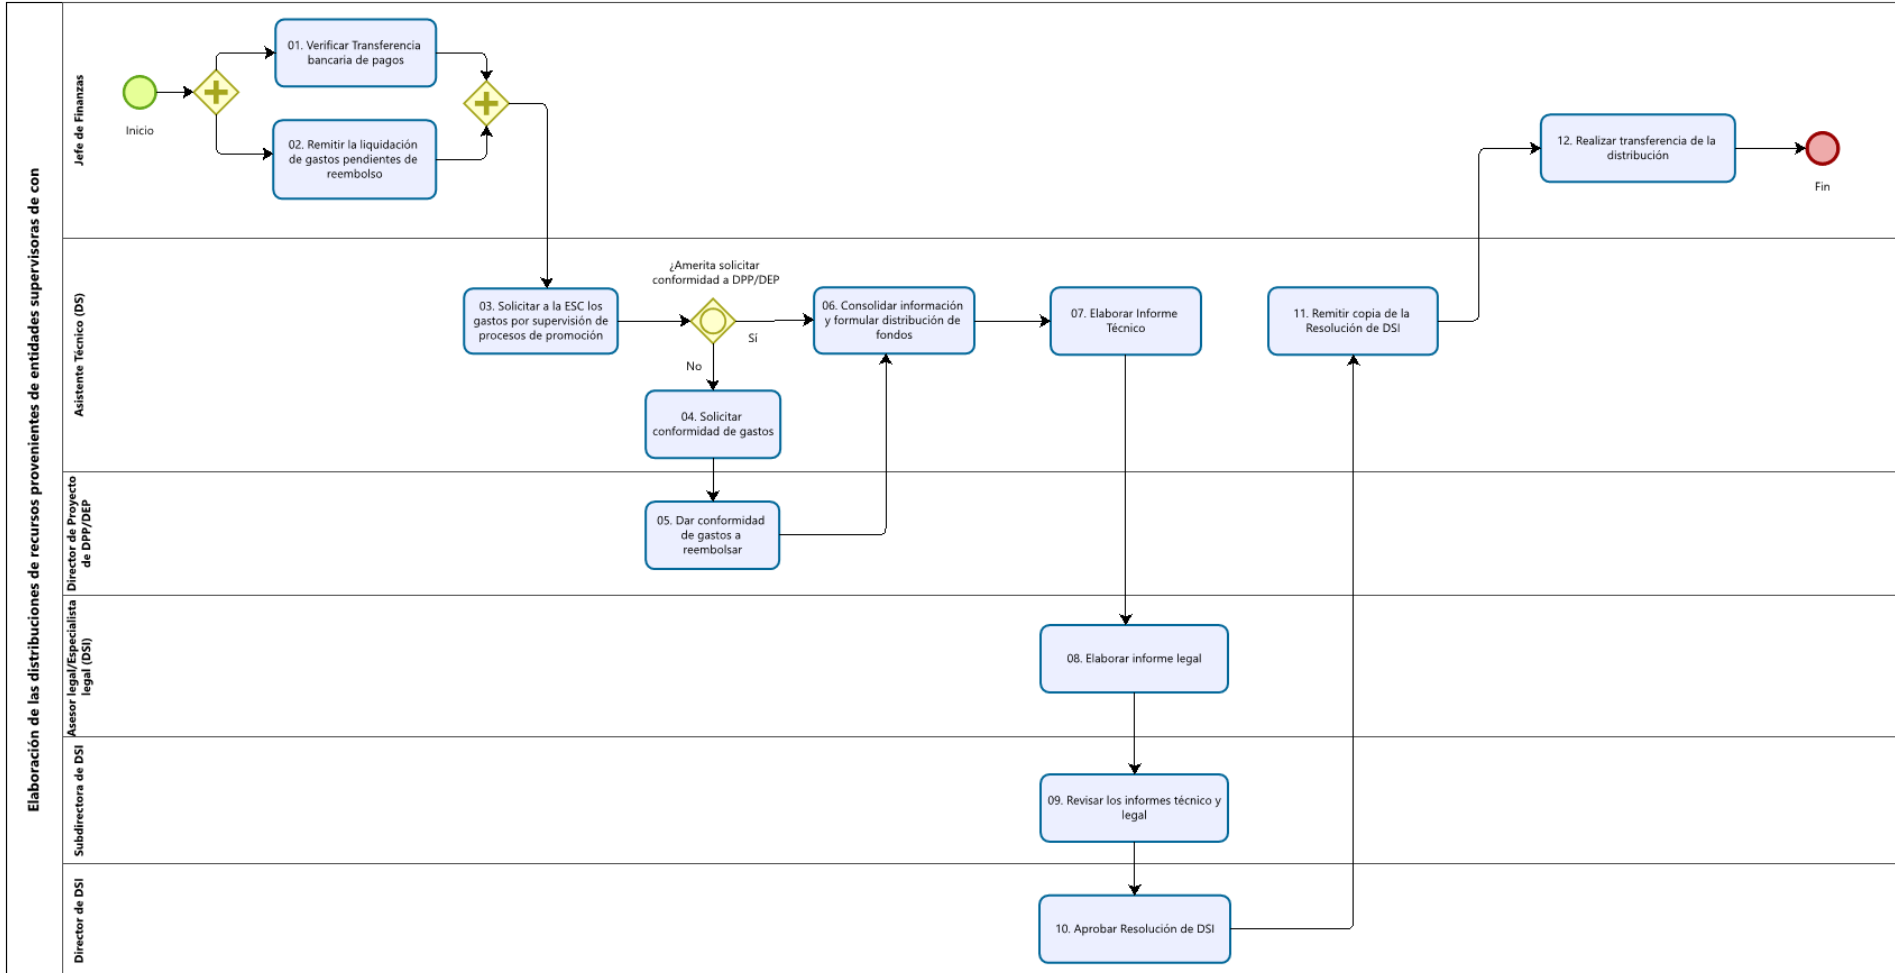 Elaboración de las distribuciones de recursos provenientes de entidades supervisoras de con
Jefe de Finanzas
Inicio
01. Verificar Transferencia
bancaria de pagos
02. Remitir la liquidación
de gastos pendientes de
reembolso
12. Realizar transferencia de la
distribución
Fin
Asistente Técnico (DS)
03. Solicitar a la ESC los
gastos por supervisión de
procesos de promoción
¿Amerita solicitar
conformidad a DPP/DEP
Sí
No
04. Solicitar
conformidad de gastos
06. Consolidar información
y formular distribución de
fondos
07. Elaborar Informe
Técnico
11. Remitir copia de la
Resolución de DSI
Director de Proyecto
de DPP/DEP
05. Dar conformidad
de gastos a
reembolsar
Asesor legal/Especialista
legal (DSI)
08. Elaborar informe legal
Subdirectora de DSI
09. Revisar los informes técnico y
legal
Director de DSI
10. Aprobar Resolución de DSI